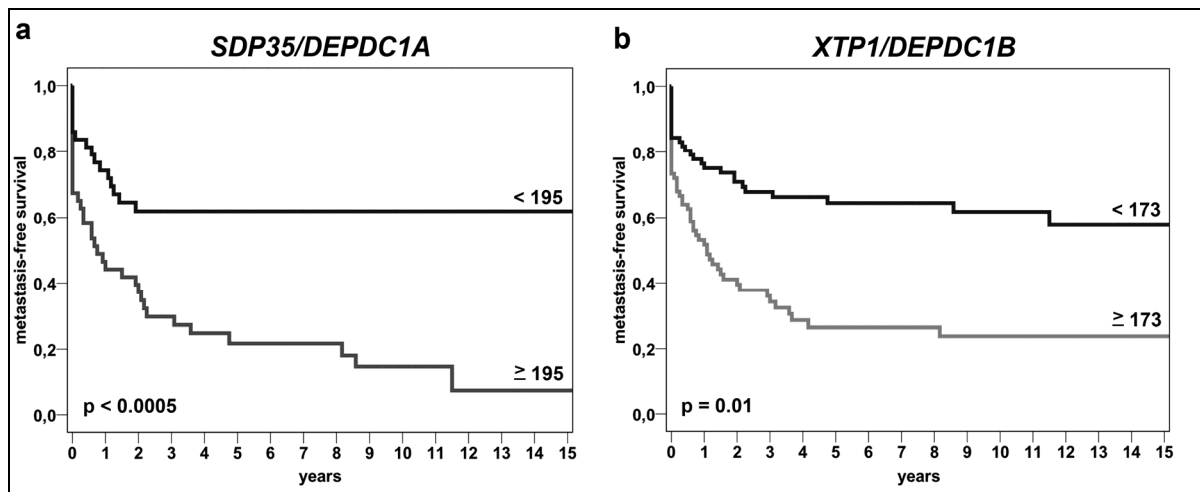 a
SDP35/DEPDC1A
metastasis-free survival
1,0
0,8
0,6
0,4
0,2
0,0
< 195
≥ 195
p < 0.0005
0 1 2 3 4 5 6 7 8 9 10 11 12 13 14 15
years
b
XTP1/DEPDC1B
metastasis-free survival
1,0
0,8
0,6
0,4
0,2
0,0
< 173
≥ 173
p = 0.01
0 1 2 3 4 5 6 7 8 9 10 11 12 13 14 15
years